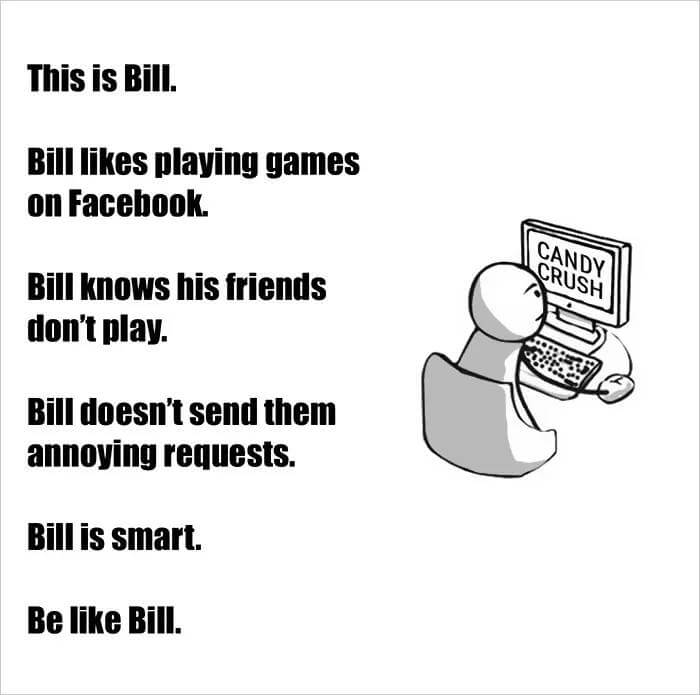 This is Bill.
Bill likes playing games
on Facebook.
Bill knows his friends
don’t play.
Bill doesn’t send them
annoying requests.
Bill is smart.
Be like Bill.
CANDY
CRUSH